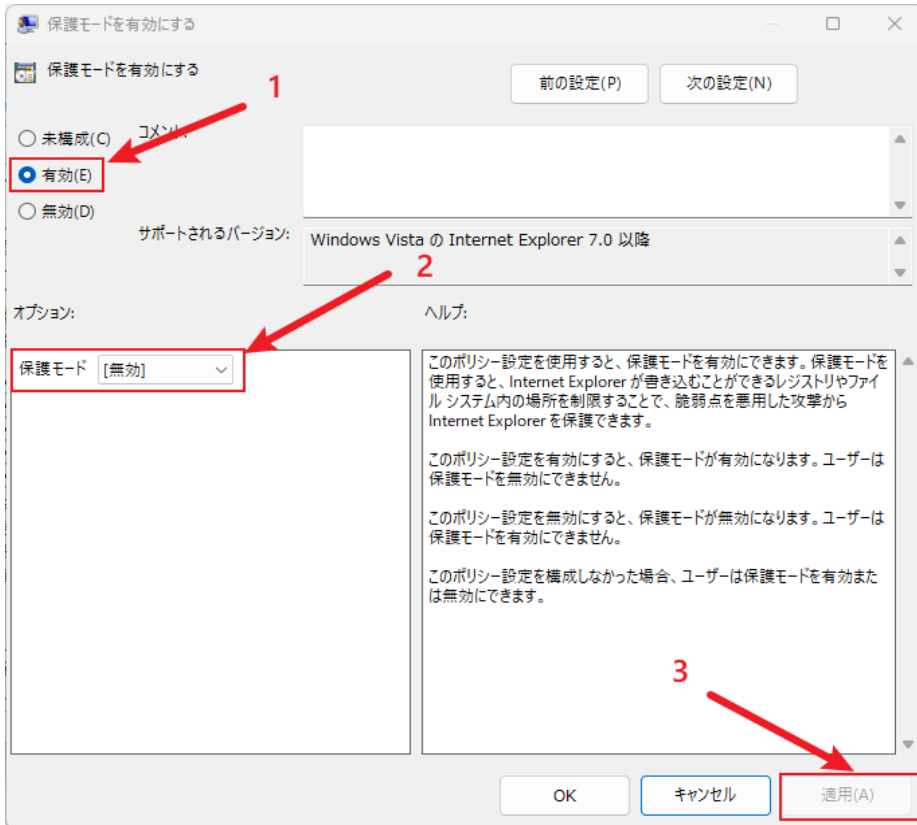 保護モードを有効にする
保護モードを有効にする
前の設定(P)
次の設定(N)
1
未構成(C)
コメント:
有効(E)
無効(D)
サポートされるバージョン:
Windows Vista の Internet Explorer 7.0 以降
2
オプション:
ヘルプ:
保護モード [無効]
このポリシー設定を使用すると、保護モードを有効にできます。保護モードを
使用すると、Internet Explorer が書き込むことができるレジストリやファイ
ル システム内の場所を制限することで、脆弱点を悪用した攻撃から
Internet Explorer を保護できます。
このポリシー設定を有効にすると、保護モードが有効になります。ユーザーは
保護モードを無効にできません。
このポリシー設定を無効にすると、保護モードが無効になります。ユーザーは
保護モードを有効にできません。
このポリシー設定を構成しなかった場合、ユーザーは保護モードを有効また
は無効にできます。
3
OK
キャンセル
適用(A)